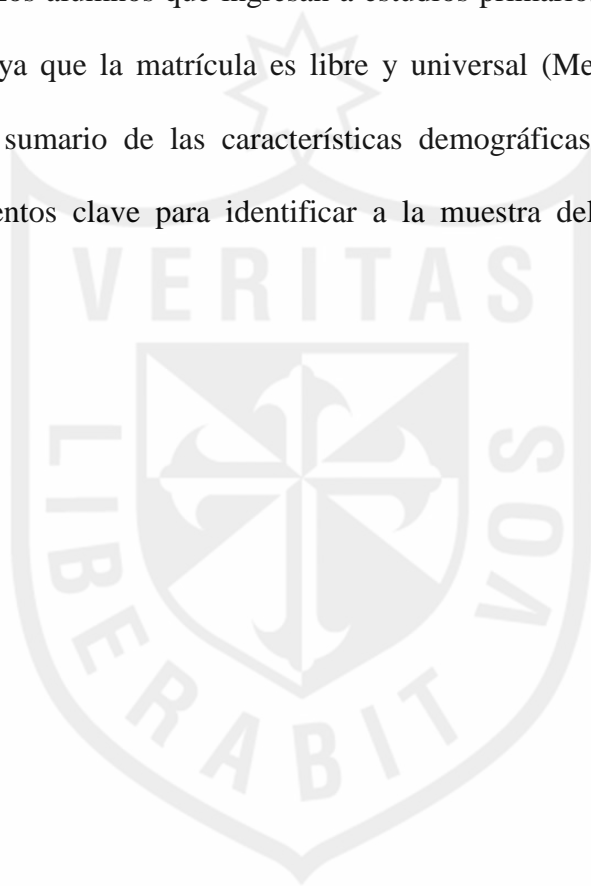 los alumnos que ingresan a estudios primarios
ya que la matrícula es libre y universal (Me
sumario de las características demográficas
entos clave para identificar a la muestra del
VERITAS
LIBERABIT VOS